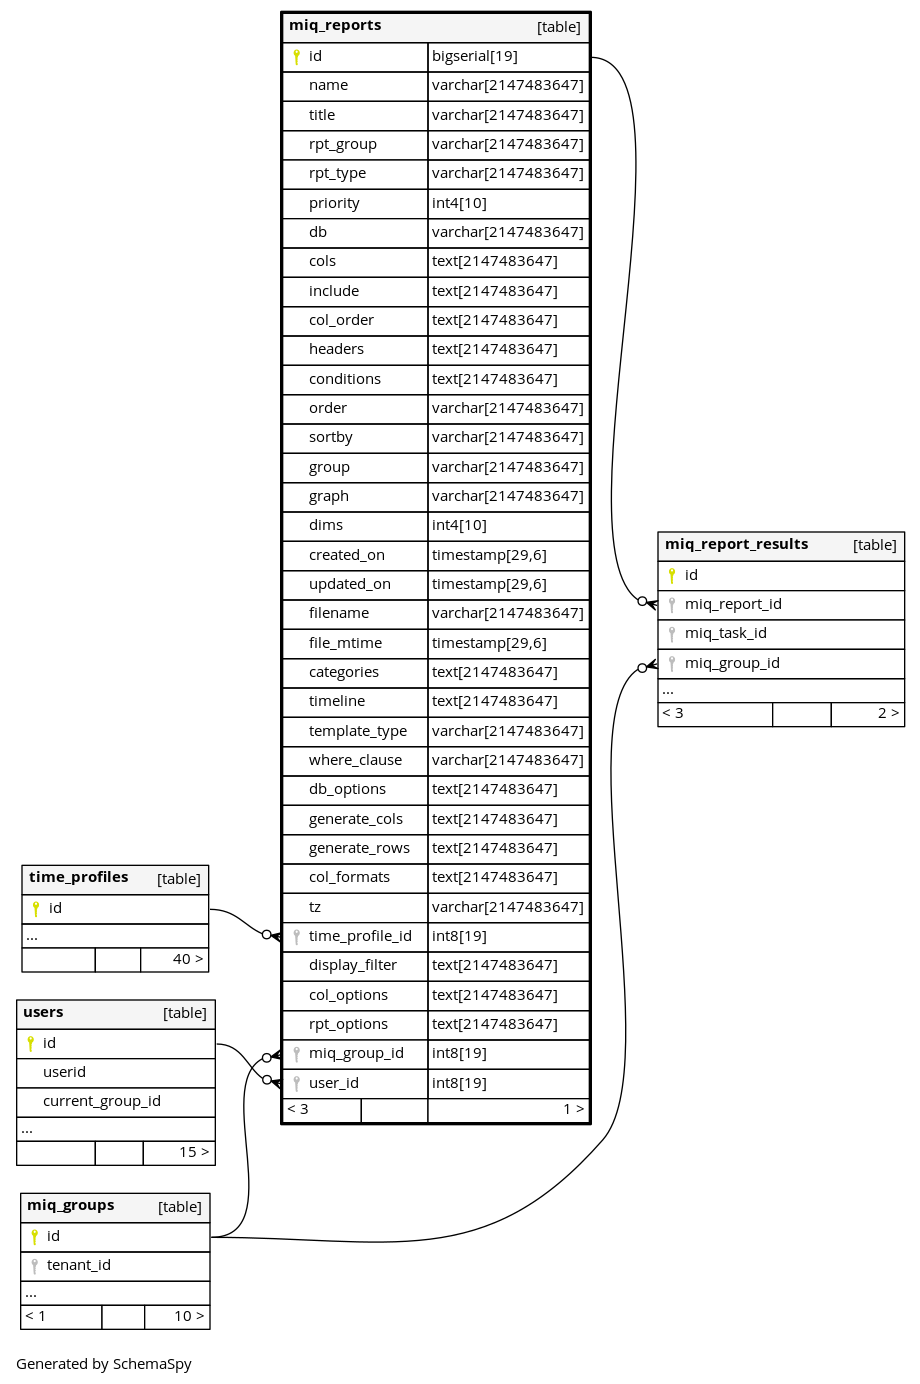 miq_reports [table]
id bigserial[19]
name varchar[2147483647]
title varchar[2147483647]
rpt_group varchar[2147483647]
rpt_type varchar[2147483647]
priority int4[10]
db varchar[2147483647]
cols text[2147483647]
include text[2147483647]
col_order text[2147483647]
headers text[2147483647]
conditions text[2147483647]
order varchar[2147483647]
sortby varchar[2147483647]
group varchar[2147483647]
graph varchar[2147483647]
dims int4[10]
created_on timestamp[29,6]
updated_on timestamp[29,6]
filename varchar[2147483647]
file_mtime timestamp[29,6]
categories text[2147483647]
timeline text[2147483647]
template_type varchar[2147483647]
where_clause varchar[2147483647]
db_options text[2147483647]
generate_cols text[2147483647]
generate_rows text[2147483647]
col_formats text[2147483647]
tz varchar[2147483647]
time_profile_id int8[19]
display_filter text[2147483647]
col_options text[2147483647]
rpt_options text[2147483647]
miq_group_id int8[19]
user_id int8[19]
< 3 1 >
miq_report_results [table]
id
miq_report_id
miq_task_id
miq_group_id
...
< 3 2 >
time_profiles [table]
id
...
40 >
users [table]
id
userid
current_group_id
...
15 >
miq_groups [table]
id
tenant_id
...
< 1 10 >
Generated by SchemaSpy